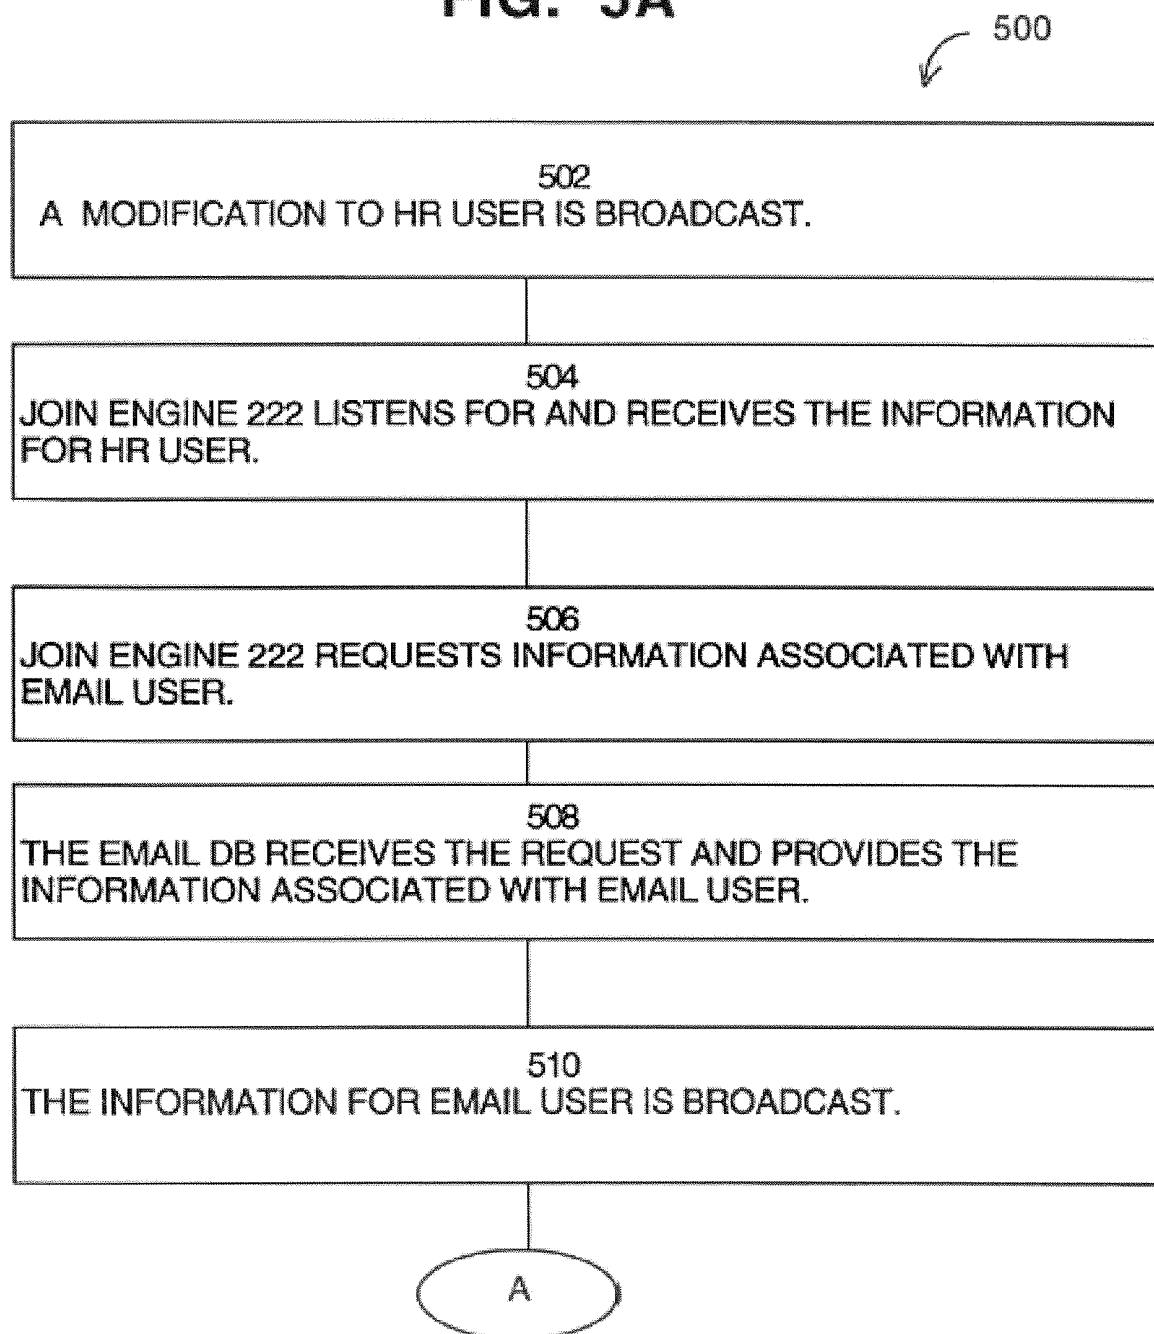 FIG. 5A
500
502
A MODIFICATION TO HR USER IS BROADCAST.
504
JOIN ENGINE 222 LISTENS FOR AND RECEIVES THE INFORMATION
FOR HR USER.
506
JOIN ENGINE 222 REQUESTS INFORMATION ASSOCIATED WITH
EMAIL USER.
508
THE EMAIL DB RECEIVES THE REQUEST AND PROVIDES THE
INFORMATION ASSOCIATED WITH EMAIL USER.
510
THE INFORMATION FOR EMAIL USER IS BROADCAST.
A